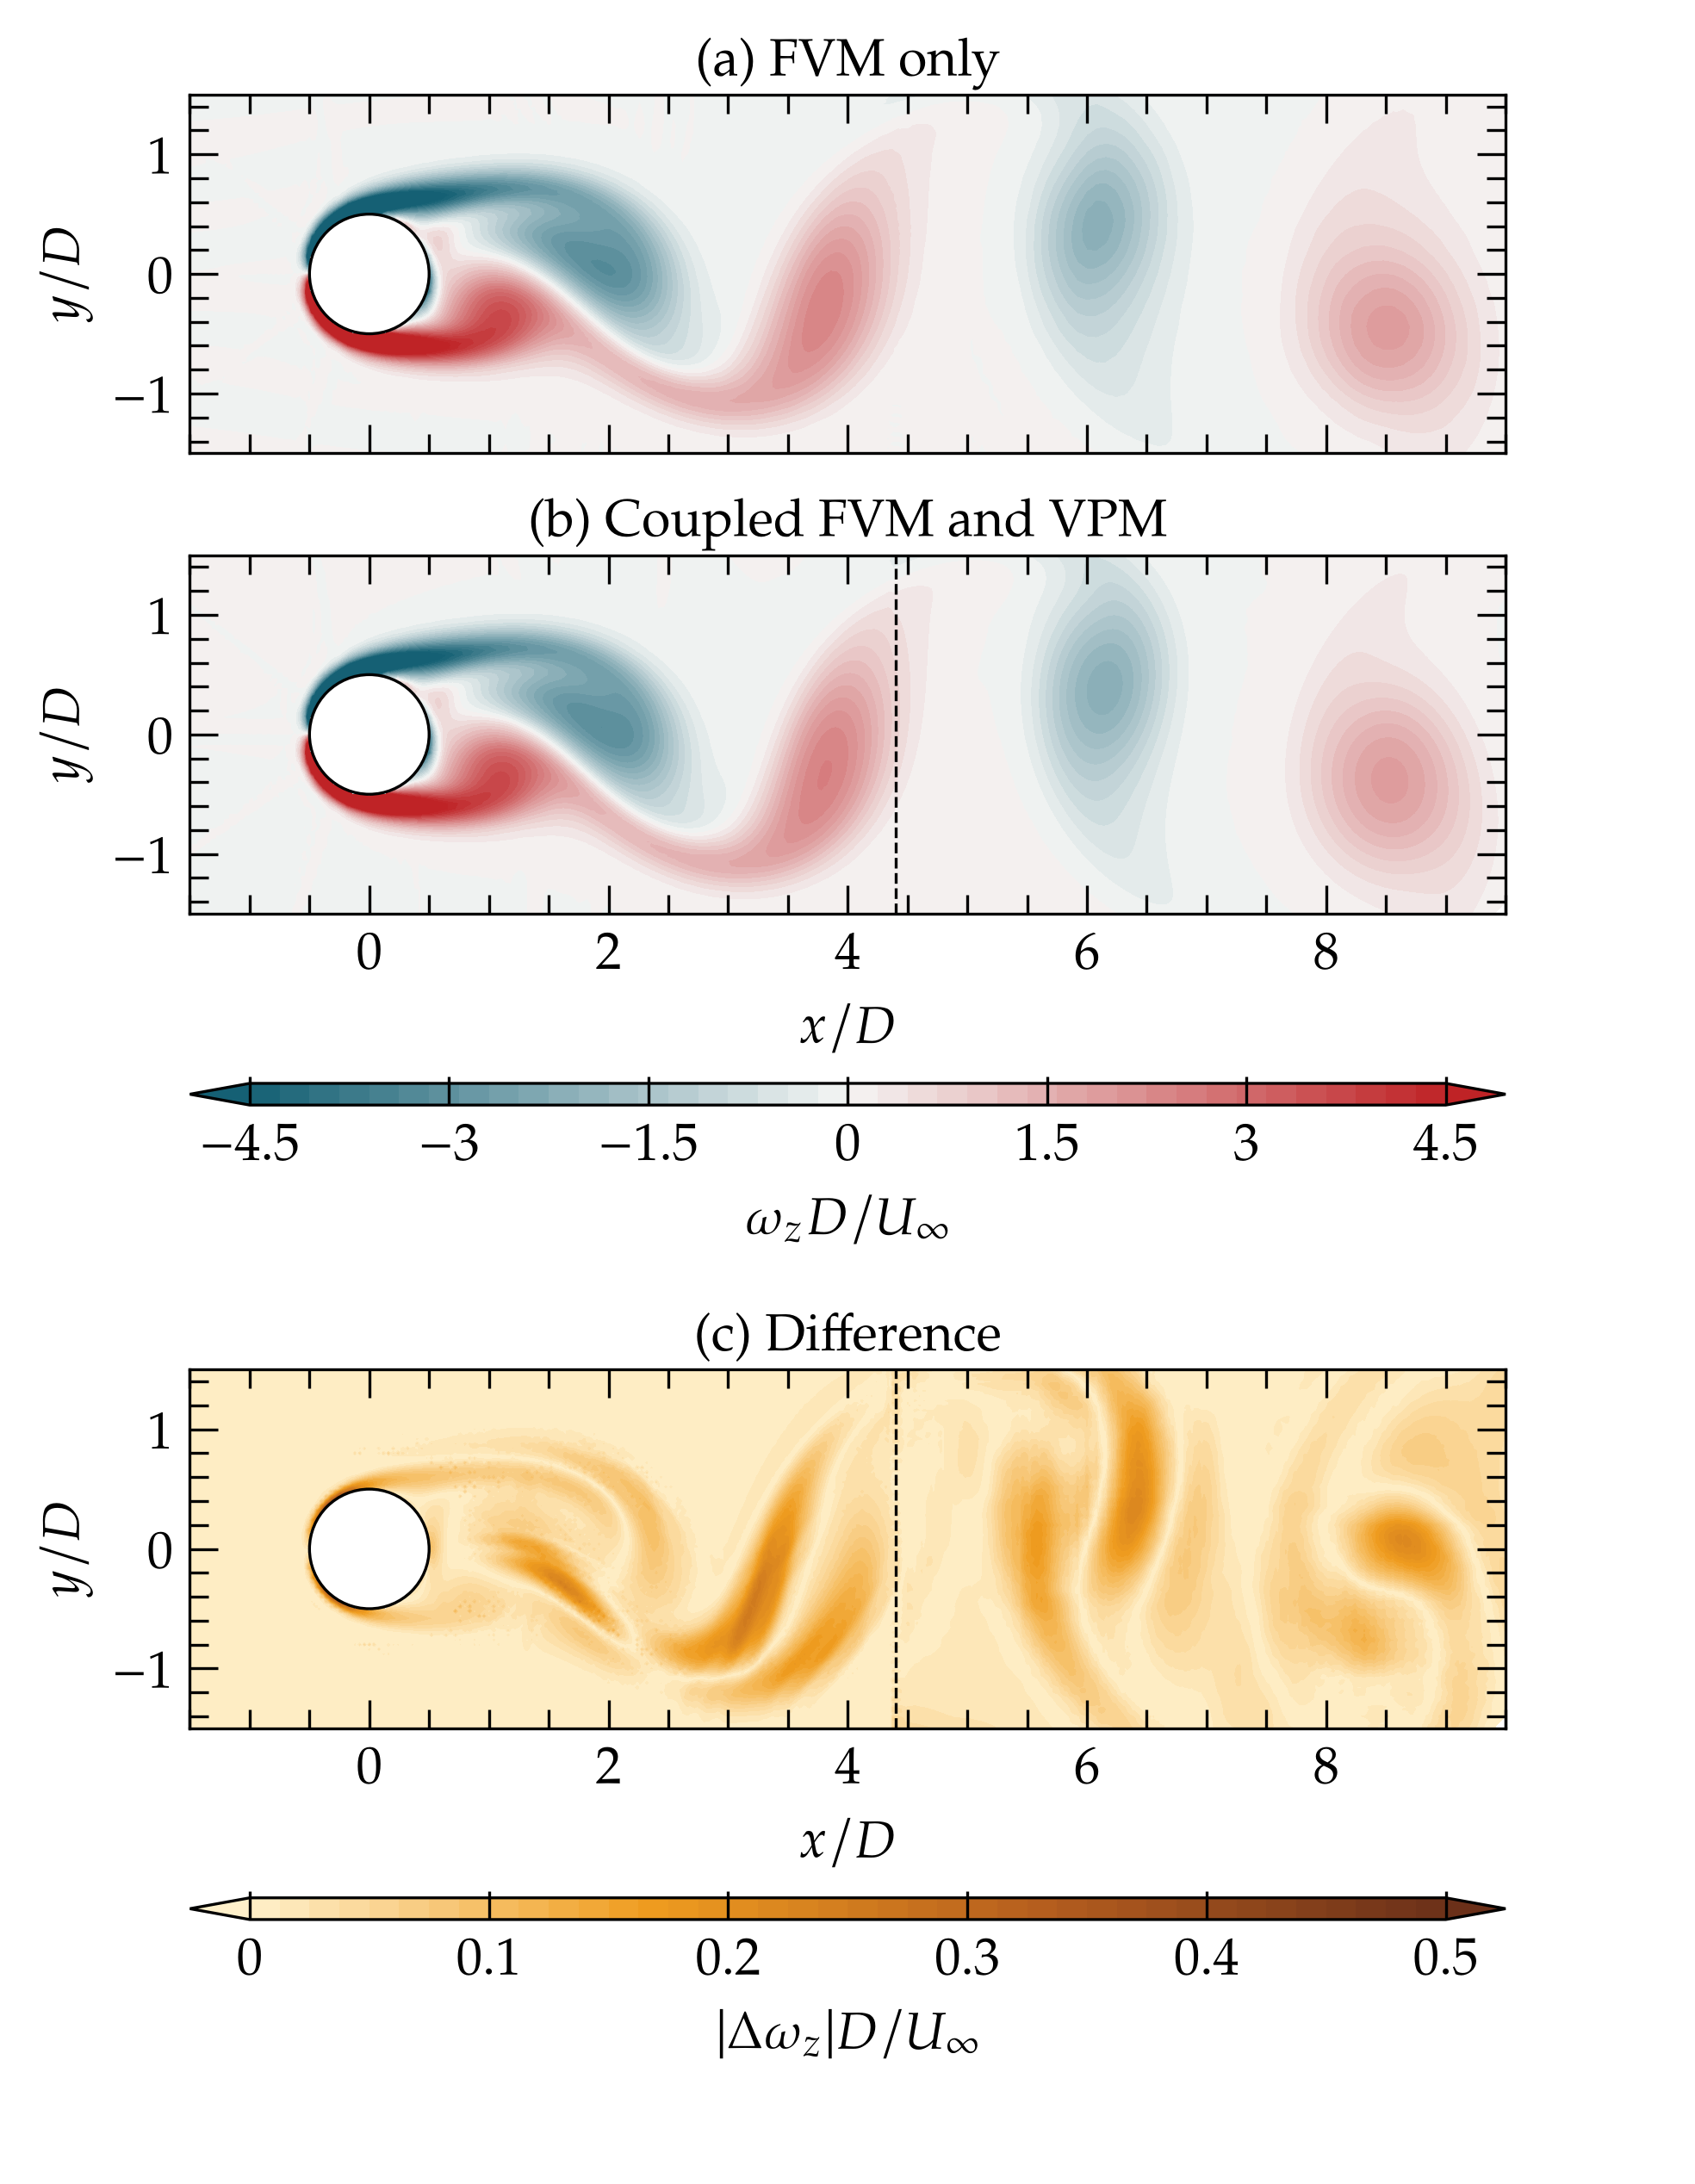 (a) FVM only
1
0
−1
y/D
(b) Coupled FVM and VPM
1
0
−1
y/D
0 2 4 6 8
x/D
−4.5 −3 −1.5 0 1.5 3 4.5
ω_z D/U_∞
(c) Difference
1
0
−1
y/D
0 2 4 6 8
x/D
0 0.1 0.2 0.3 0.4 0.5
|Δω_z|D/U_∞